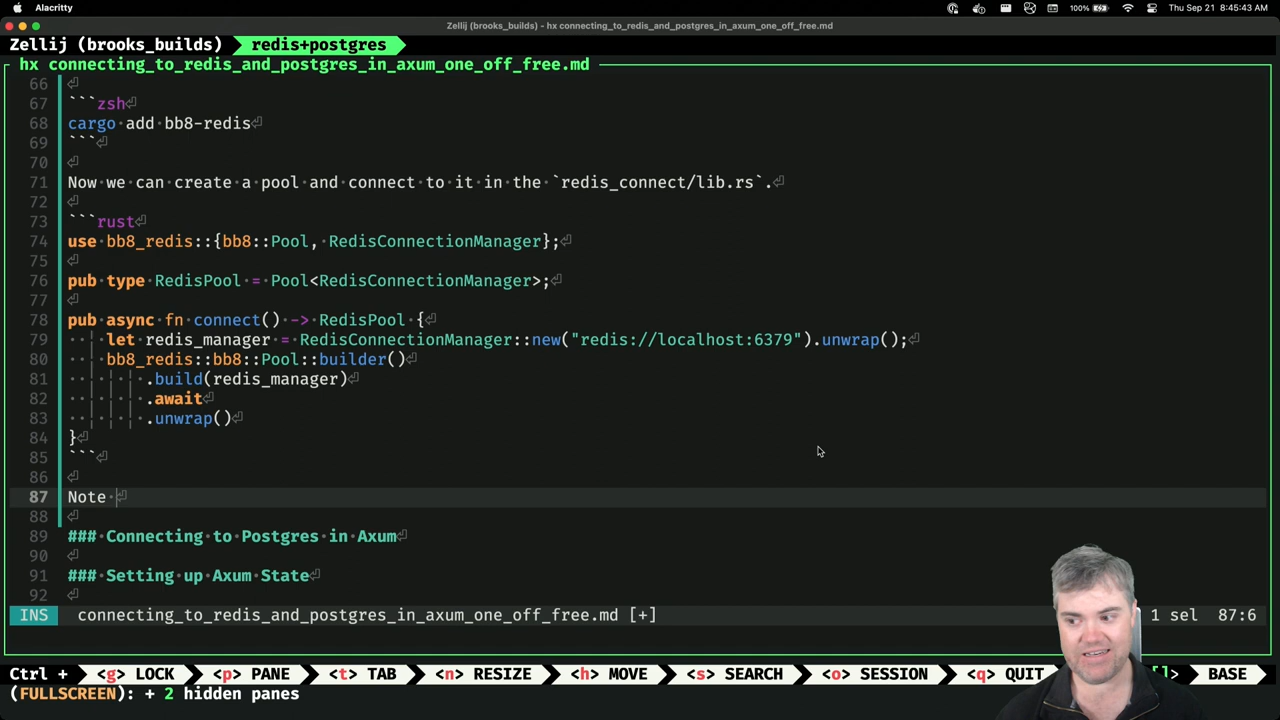 Alacritty
100%
Thu Sep 21 8:45:43 AM
Zellij (brooks_builds) - hx connecting_to_redis_and_postgres_in_axum_one_off_free.md
Zellij (brooks_builds) redis+postgres
hx connecting_to_redis_and_postgres_in_axum_one_off_free.md
66
67 ```zsh
68 cargo add bb8-redis
69 ```
70
71 Now we can create a pool and connect to it in the `redis_connect/lib.rs`.
72
73 ```rust
74 use bb8_redis::{bb8::Pool, RedisConnectionManager};
75
76 pub type RedisPool = Pool<RedisConnectionManager>;
77
78 pub async fn connect() -> RedisPool {
79 let redis_manager = RedisConnectionManager::new("redis://localhost:6379").unwrap();
80 bb8_redis::bb8::Pool::builder()
81 .build(redis_manager)
82 .await
83 .unwrap()
84 }
85 ```
86
87 Note
88
89 ### Connecting to Postgres in Axum
90
91 ### Setting up Axum State
92
INS connecting_to_redis_and_postgres_in_axum_one_off_free.md [+] 1 sel 87:6
Ctrl + <g> LOCK <p> PANE <t> TAB <n> RESIZE <h> MOVE <s> SEARCH <o> SESSION <q> QUIT []> BASE
(FULLSCREEN): + 2 hidden panes